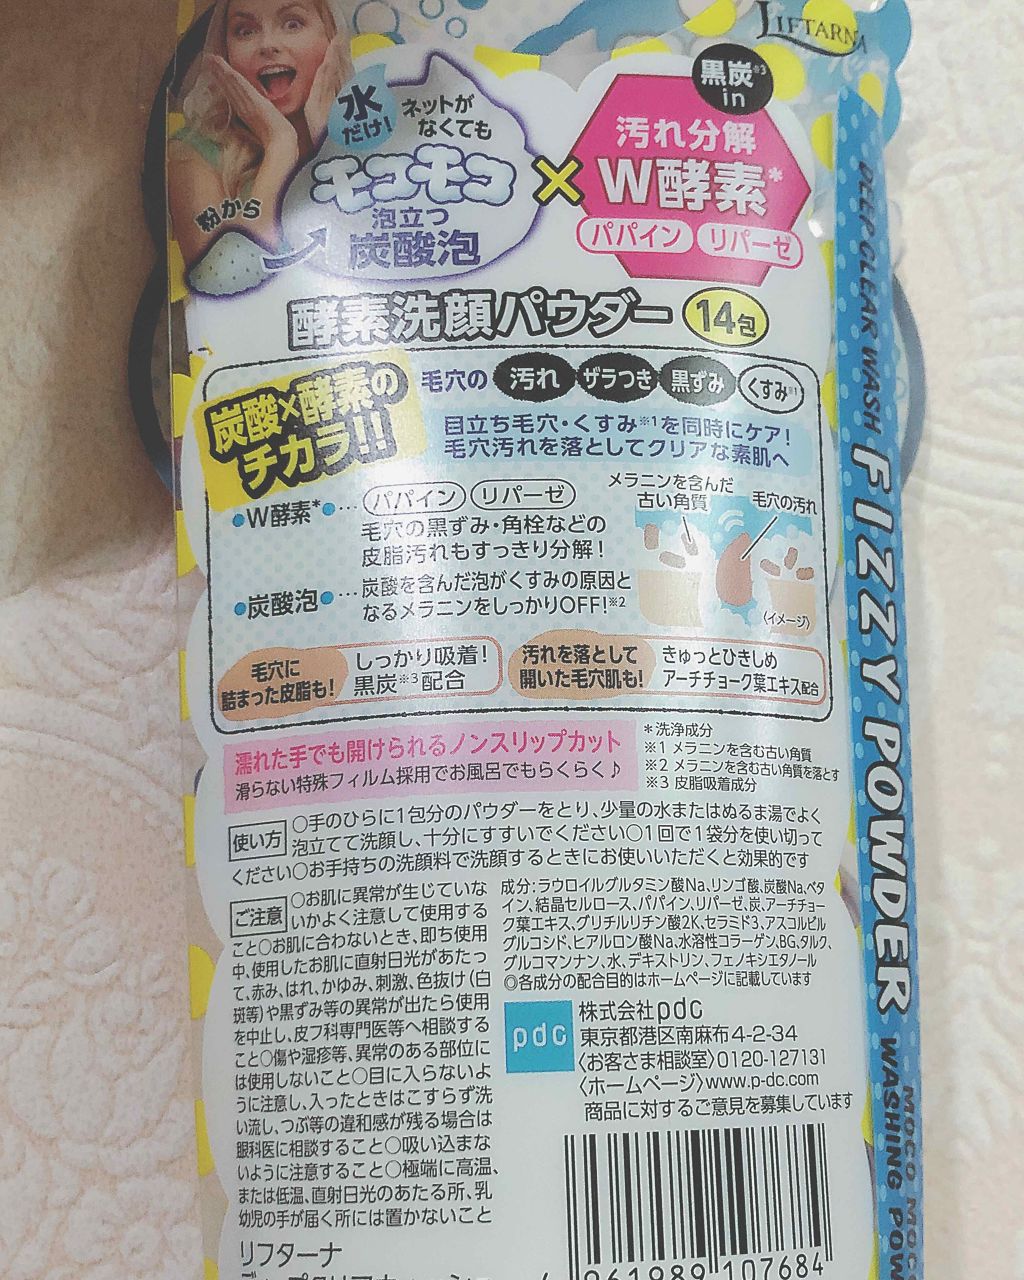 LIFTARNA
黒炭※3
in
水
だけ!
ネットが
なくても
モコモコ
泡立つ
炭酸泡
粉から
×
汚れ分解
W酵素*
パパイン リパーゼ
酵素洗顔パウダー 14包
炭酸×酵素の
チカラ!!
毛穴の 汚れ ザラつき 黒ずみ くすみ※1
目立ち毛穴・くすみ※1を同時にケア!
毛穴汚れを落としてクリアな素肌へ
●W酵素*●… パパイン リパーゼ
毛穴の黒ずみ・角栓などの
皮脂汚れもすっきり分解!
●炭酸泡●…炭酸を含んだ泡がくすみの原因と
なるメラニンをしっかりOFF!※2
メラニンを含んだ
古い角質
毛穴の汚れ
〈イメージ〉
毛穴に
詰まった皮脂も!
しっかり吸着!
黒炭※3配合
汚れを落として
開いた毛穴肌も!
きゅっとひきしめ
アーチチョーク葉エキス配合
濡れた手でも開けられるノンスリップカット
滑らない特殊フィルム採用でお風呂でもらくらく♪
*洗浄成分
※1 メラニンを含む古い角質
※2 メラニンを含む古い角質を落とす
※3 皮脂吸着成分
使い方 ○手のひらに1包分のパウダーをとり、少量の水またはぬるま湯でよく
泡立てて洗顔し、十分にすすいでください○1回で1袋分を使い切って
ください○お手持ちの洗顔料で洗顔するときにお使いいただくと効果的です
ご注意 ○お肌に異常が生じていな
いかよく注意して使用する
こと○お肌に合わないとき、即ち使用
中、使用したお肌に直射日光があたっ
て、赤み、はれ、かゆみ、刺激、色抜け(白
斑等)や黒ずみ等の異常が出たら使用
を中止し、皮フ科専門医等へ相談する
こと○傷や湿疹等、異常のある部位に
は使用しないこと○目に入らないよ
うに注意し、入ったときはこすらず洗
い流し、つぶ等の違和感が残る場合は
眼科医に相談すること○吸い込まな
いように注意すること○極端に高温、
または低温、直射日光のあたる所、乳
幼児の手が届く所には置かないこと
成分:ラウロイルグルタミン酸Na、リンゴ酸、炭酸Na、ベタ
イン、結晶セルロース、パパイン、リパーゼ、炭、アーチチョー
ク葉エキス、グリチルリチン酸2K、セラミド3、アスコルビル
グルコシド、ヒアルロン酸Na、水溶性コラーゲン、BG、タルク、
グルコマンナン、水、デキストリン、フェノキシエタノール
◎各成分の配合目的はホームページに記載しています
pdc
株式会社pdc
東京都港区南麻布4-2-34
〈お客さま相談室〉0120-127131
〈ホームページ〉www.p-dc.com
商品に対するご意見を募集しています
リフターナ
4 961989 107684
DEEP CLEAR WASH FIZZY POWDER
MOCO MOC
WASHING POW